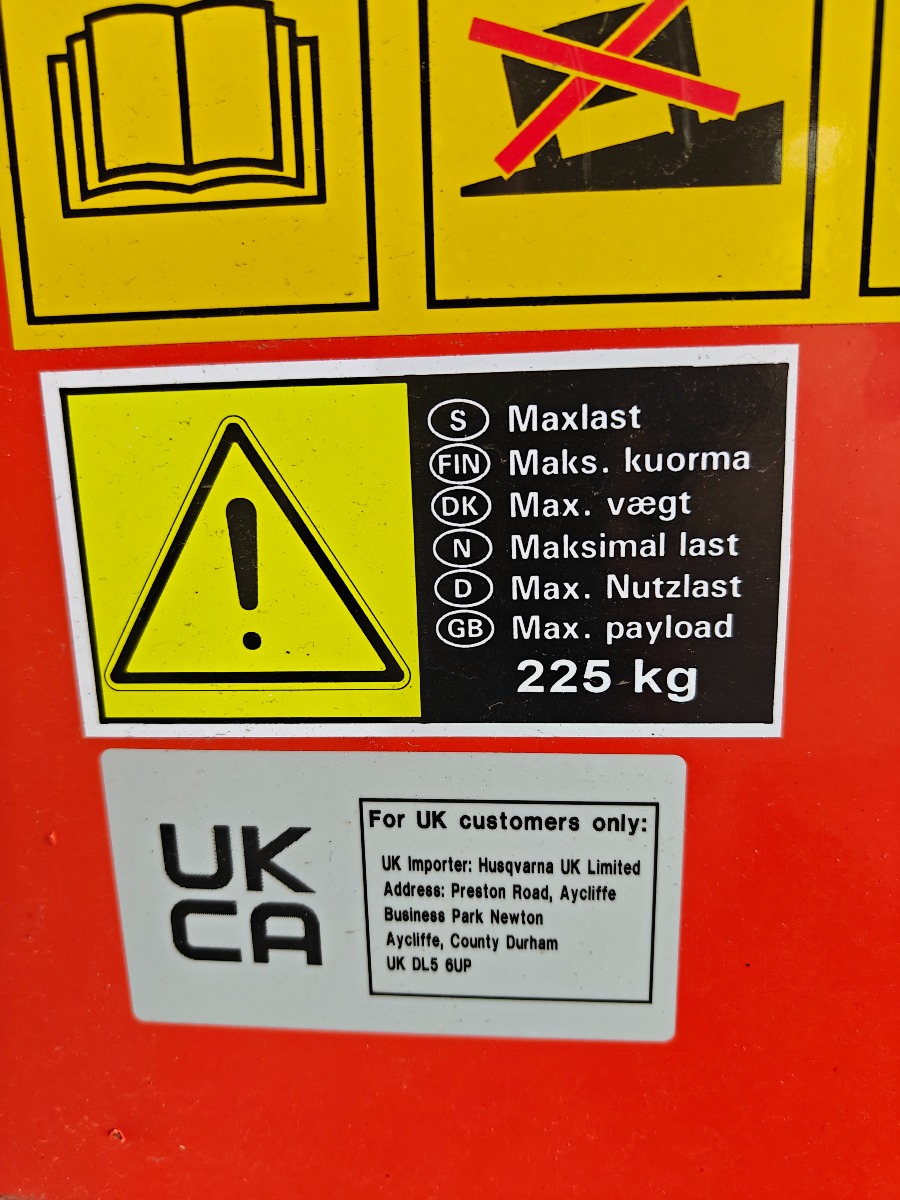 S Maxlast
FIN Maks. kuorma
DK Max. vægt
N Maksimal last
D Max. Nutzlast
GB Max. payload
225 kg
UK
CA
For UK customers only:
UK Importer: Husqvarna UK Limited
Address: Preston Road, Aycliffe
Business Park Newton
Aycliffe, County Durham
UK DL5 6UP